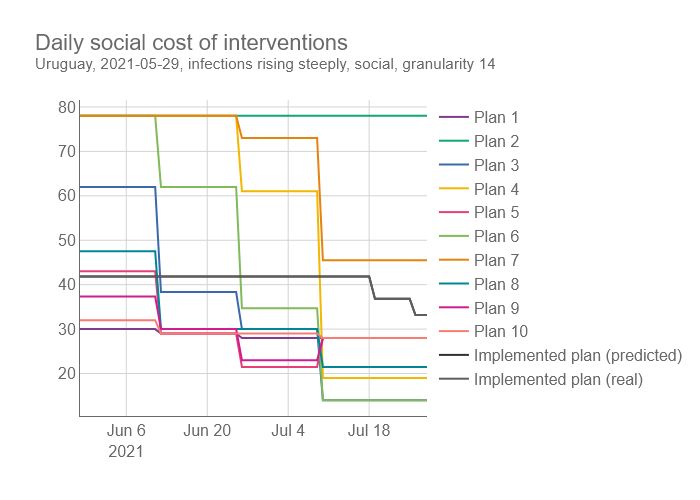 Daily social cost of interventions
Uruguay, 2021-05-29, infections rising steeply, social, granularity 14
80
70
60
50
40
30
20
Jun 6
2021
Jun 20
Jul 4
Jul 18
Plan 1
Plan 2
Plan 3
Plan 4
Plan 5
Plan 6
Plan 7
Plan 8
Plan 9
Plan 10
Implemented plan (predicted)
Implemented plan (real)